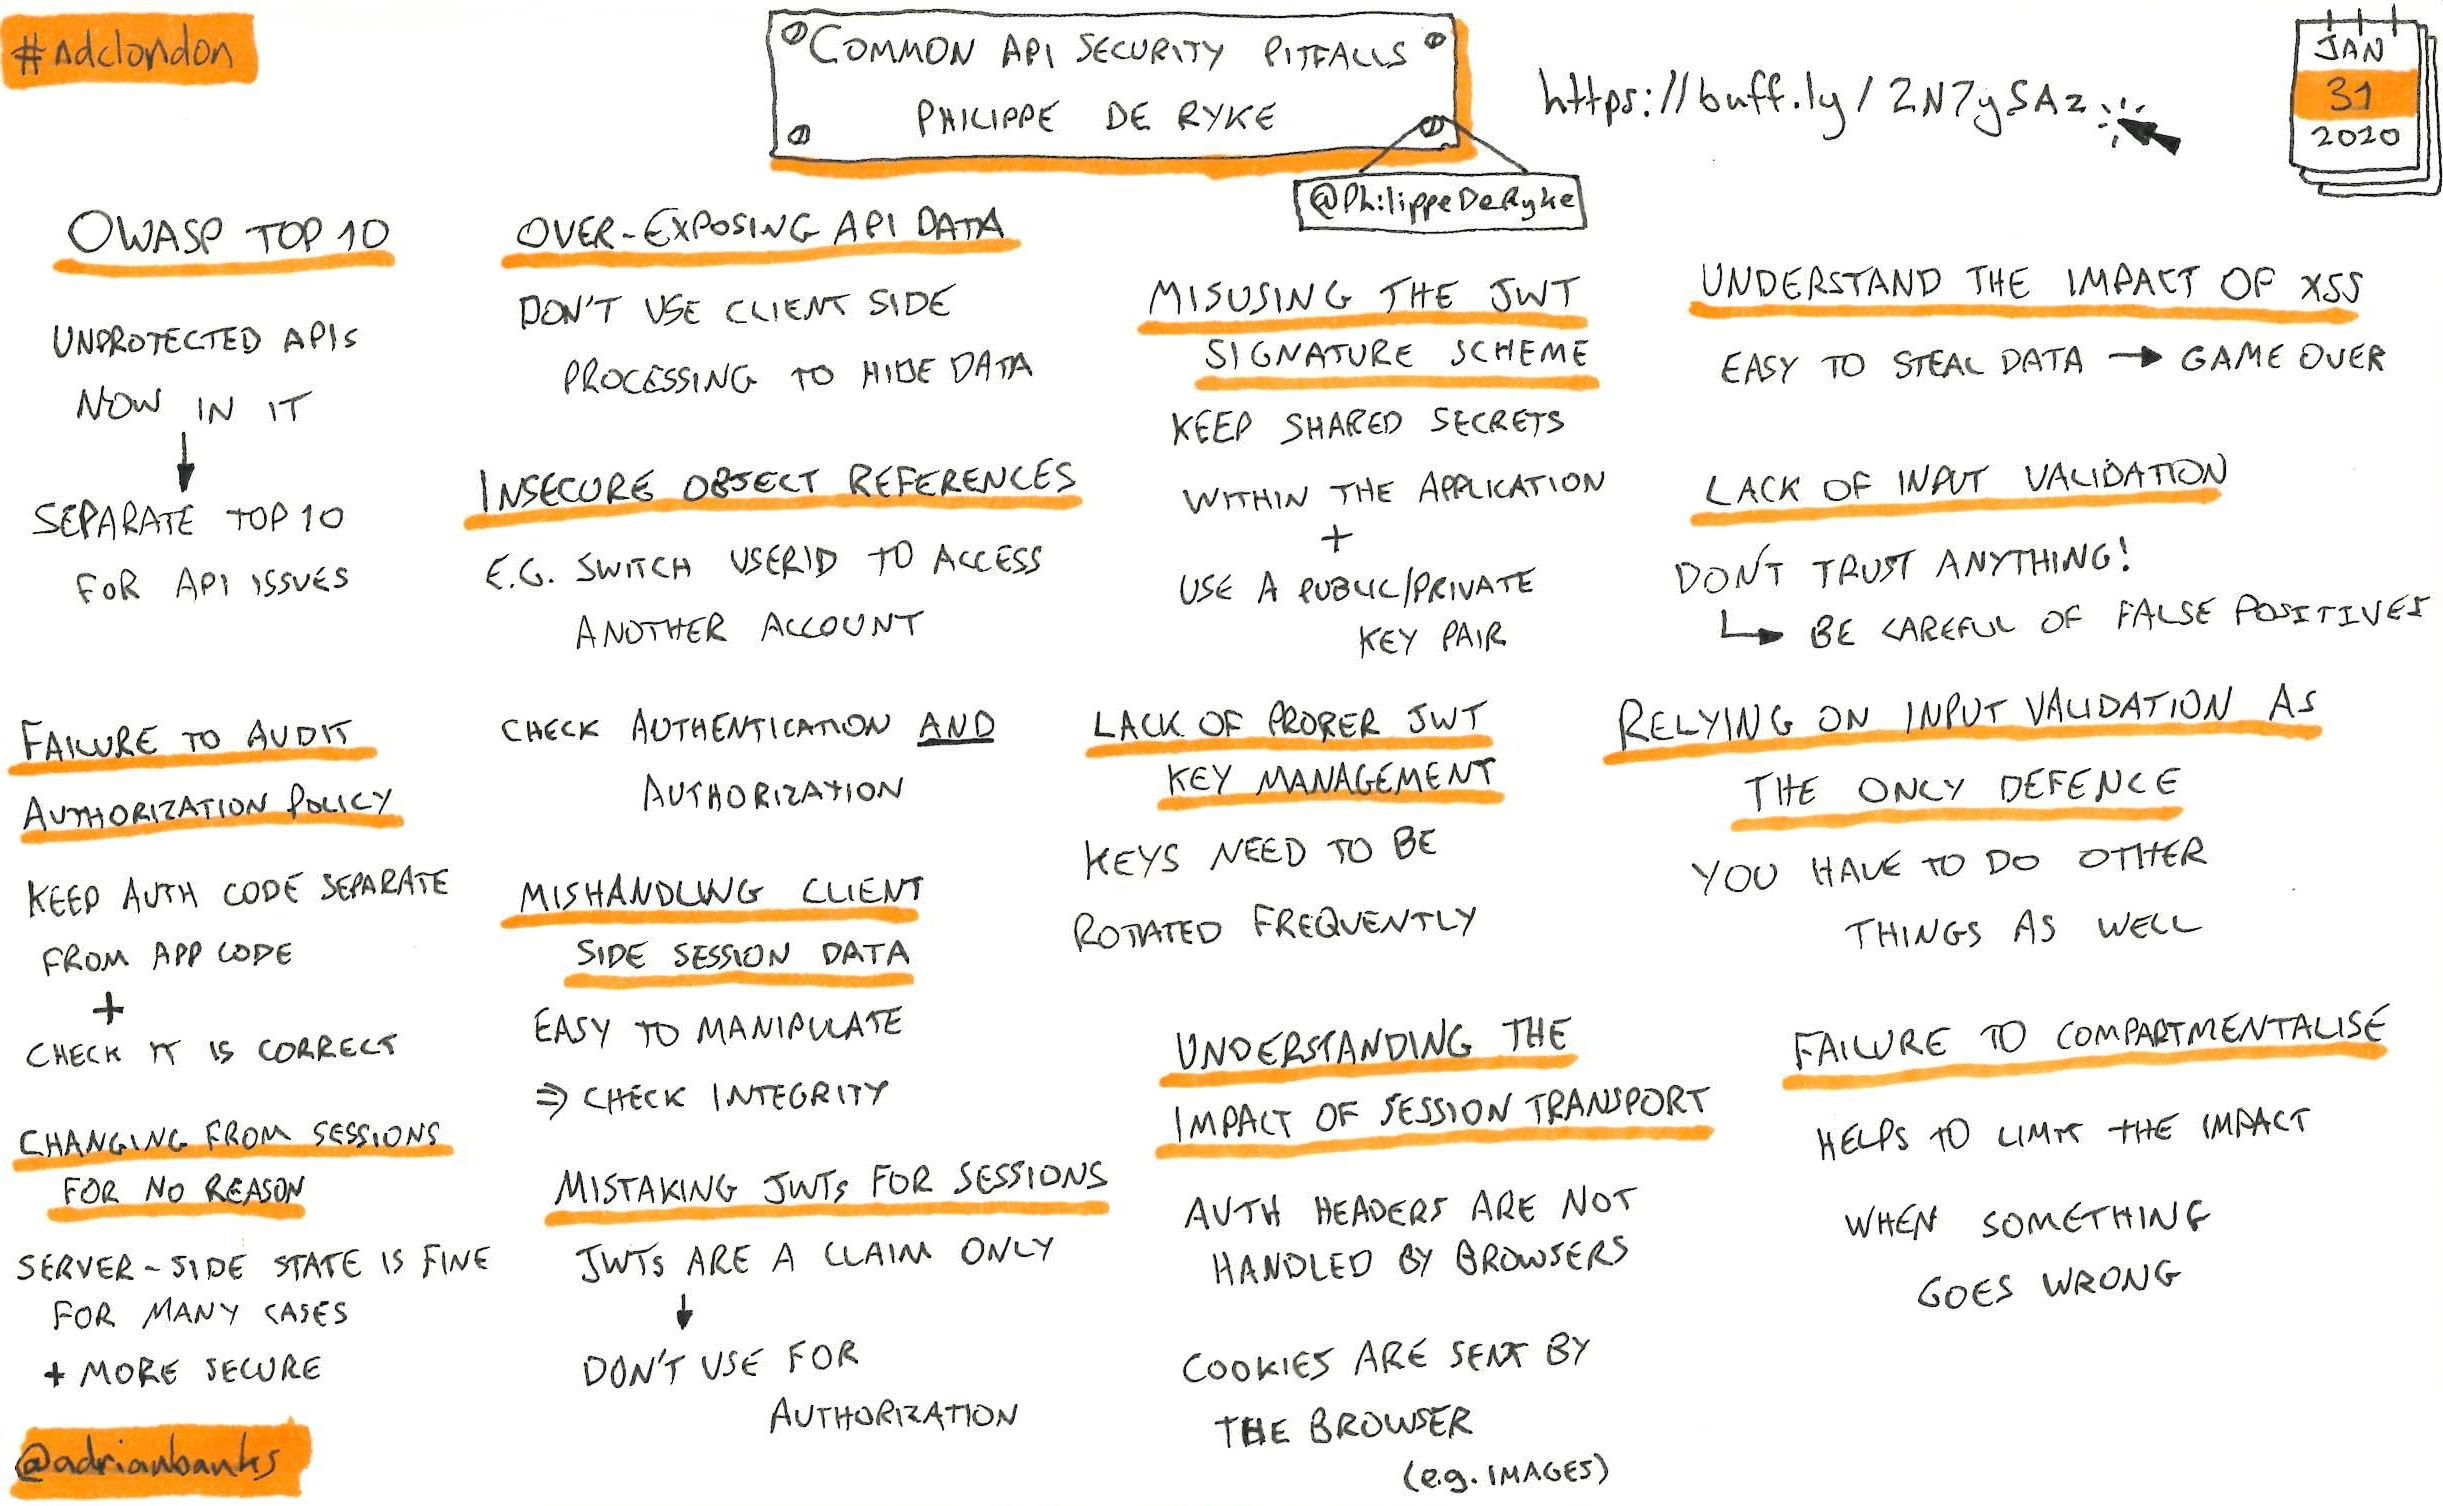 #ndclondon
COMMON API SECURITY PITFALLS
PHILIPPE DE RYKE
@PhilippeDeRyke
https://buff.ly/2N7ySAz
JAN
31
2020
OWASP TOP 10
UNPROTECTED APIs
NOW IN IT
SEPARATE TOP 10
FOR API ISSUES
FAILURE TO AUDIT
AUTHORIZATION POLICY
KEEP AUTH CODE SEPARATE
FROM APP CODE
+
CHECK IT IS CORRECT
CHANGING FROM SESSIONS
FOR NO REASON
SERVER-SIDE STATE IS FINE
FOR MANY CASES
+ MORE SECURE
@adrianbanks
OVER-EXPOSING API DATA
DON'T USE CLIENT SIDE
PROCESSING TO HIDE DATA
INSECURE OBJECT REFERENCES
E.G. SWITCH USERID TO ACCESS
ANOTHER ACCOUNT
CHECK AUTHENTICATION AND
AUTHORIZATION
MISHANDLING CLIENT
SIDE SESSION DATA
EASY TO MANIPULATE
⇒ CHECK INTEGRITY
MISTAKING JWTs FOR SESSIONS
JWTs ARE A CLAIM ONLY
DON'T USE FOR
AUTHORIZATION
MISUSING THE JWT
SIGNATURE SCHEME
KEEP SHARED SECRETS
WITHIN THE APPLICATION
+
USE A PUBLIC/PRIVATE
KEY PAIR
LACK OF PROPER JWT
KEY MANAGEMENT
KEYS NEED TO BE
ROTATED FREQUENTLY
UNDERSTANDING THE
IMPACT OF SESSION TRANSPORT
AUTH HEADERS ARE NOT
HANDLED BY BROWSERS
COOKIES ARE SENT BY
THE BROWSER
(e.g. IMAGES)
UNDERSTAND THE IMPACT OF XSS
EASY TO STEAL DATA → GAME OVER
LACK OF INPUT VALIDATION
DON'T TRUST ANYTHING!
BE CAREFUL OF FALSE POSITIVES
RELYING ON INPUT VALIDATION AS
THE ONLY DEFENCE
YOU HAVE TO DO OTHER
THINGS AS WELL
FAILURE TO COMPARTMENTALISE
HELPS TO LIMIT THE IMPACT
WHEN SOMETHING
GOES WRONG